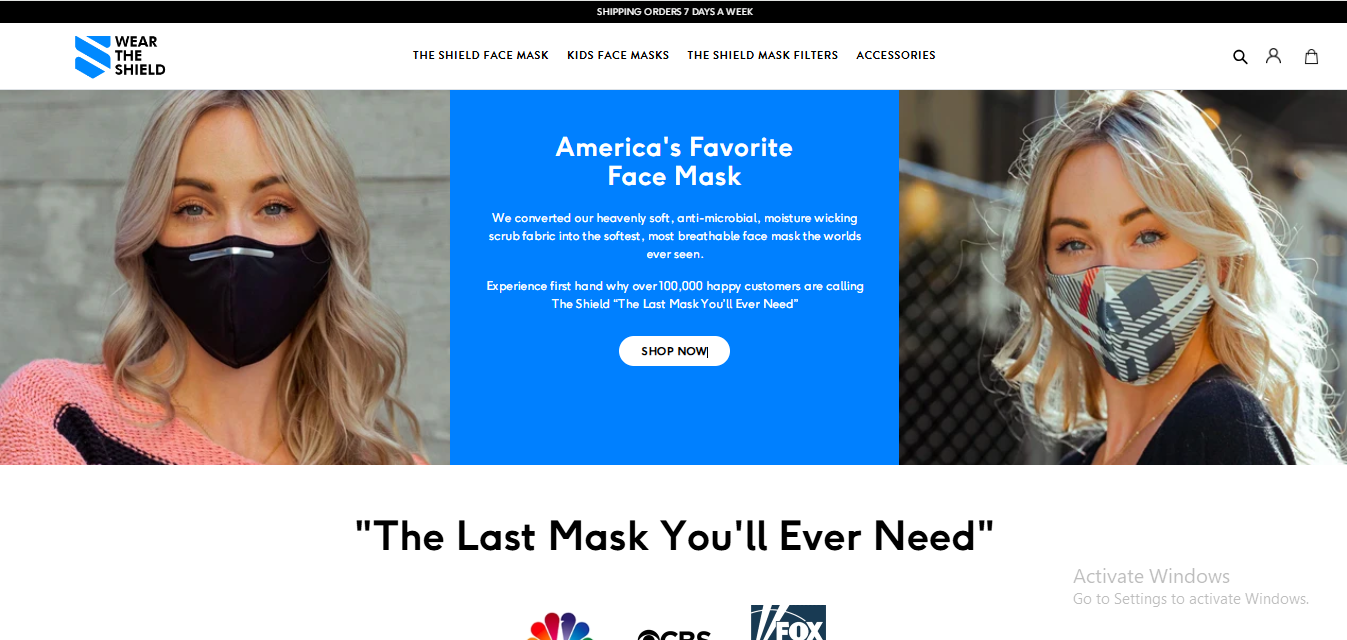 SHIPPING ORDERS 7 DAYS A WEEK
WEAR
THE
SHIELD
THE SHIELD FACE MASK KIDS FACE MASKS THE SHIELD MASK FILTERS ACCESSORIES
America's Favorite
Face Mask
We converted our heavenly soft, anti-microbial, moisture wicking
scrub fabric into the softest, most breathable face mask the worlds
ever seen.
Experience first hand why over 100,000 happy customers are calling
The Shield "The Last Mask You'll Ever Need"
SHOP NOW
"The Last Mask You'll Ever Need"
Activate Windows
Go to Settings to activate Windows.
CBS
FOX